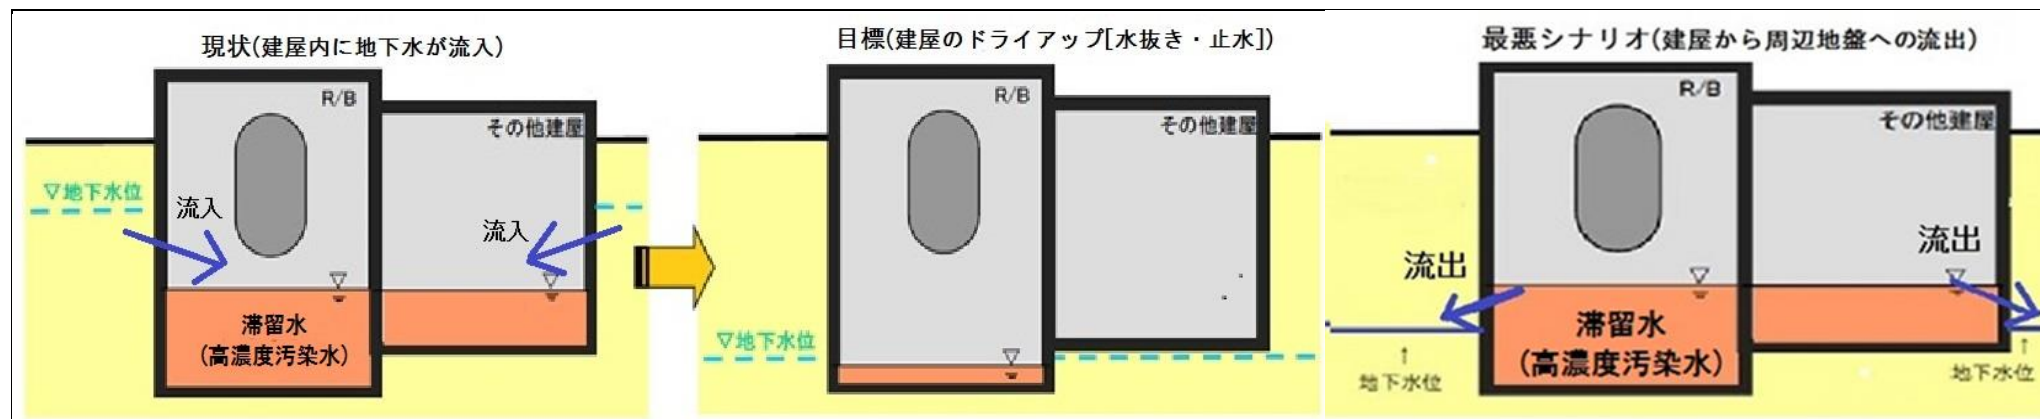 現状(建屋内に地下水が流入)
R/B
その他建屋
▽地下水位
流入
流入
滞留水
(高濃度汚染水)
目標(建屋のドライアップ[水抜き・止水])
R/B
その他建屋
▽地下水位
最悪シナリオ(建屋から周辺地盤への流出)
R/B
その他建屋
流出
流出
滞留水
(高濃度汚染水)
↑
地下水位
↑
地下水位